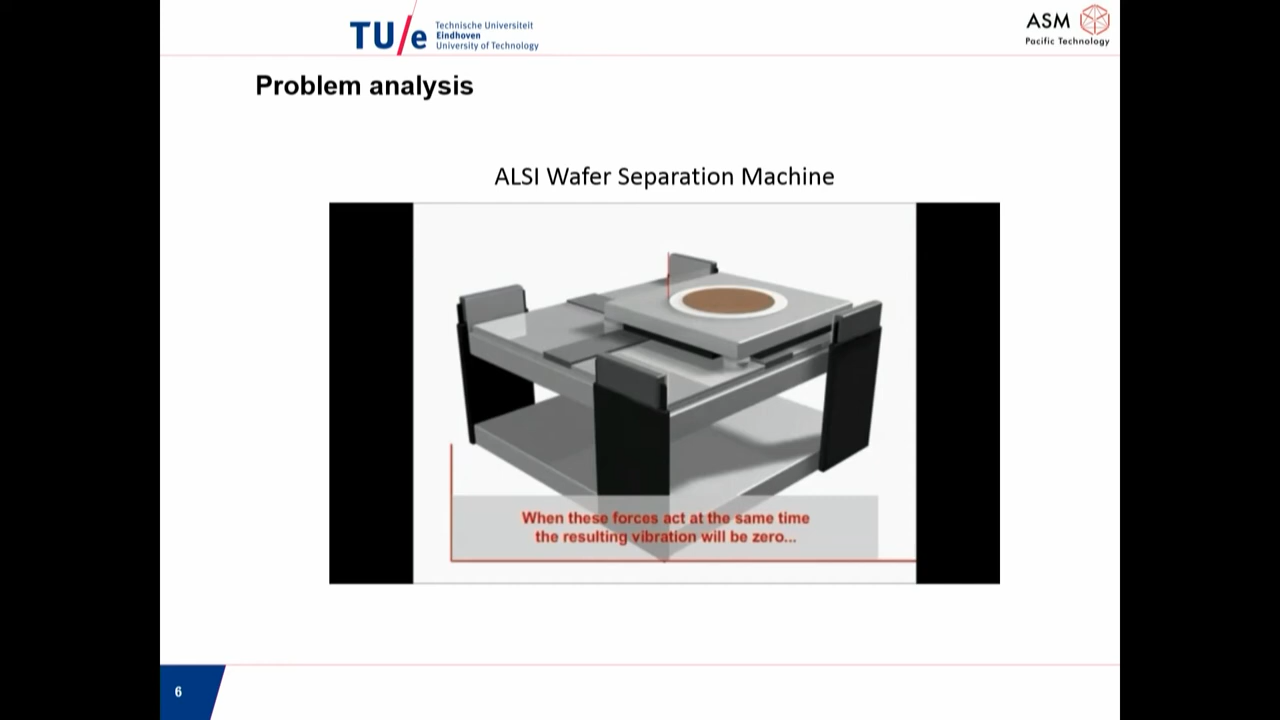 TU/e
Technische Universiteit
Eindhoven
University of Technology
ASM
Pacific Technology
Problem analysis
ALSI Wafer Separation Machine
When these forces act at the same time
the resulting vibration will be zero...
6